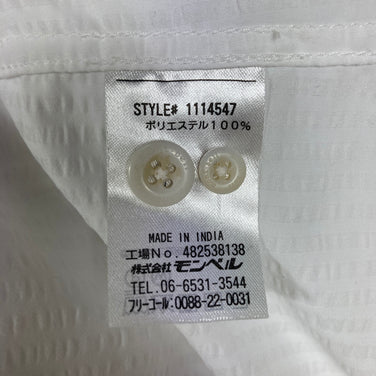 STYLE# 1114547
ポリエステル100%
MADE IN INDIA
工場No. 482538138
株式会社 モンベル
TEL. 06-6531-3544
フリーコール: 0088-22-0031